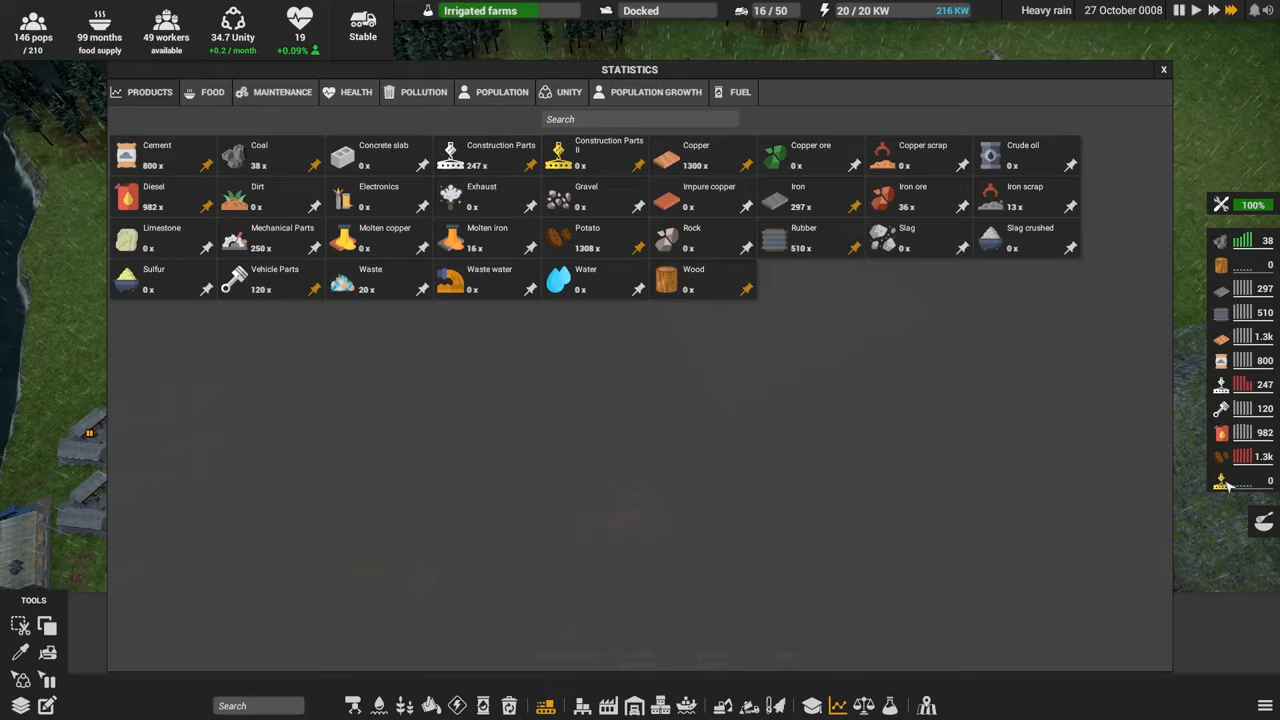 146 pops
/ 210
99 months
food supply
49 workers
available
34.7 Unity
+0.2 / month
19
+0.09%
Stable
Irrigated farms
Docked
16 / 50
20 / 20 KW
216 KW
Heavy rain
27 October 0008
STATISTICS
X
PRODUCTS
FOOD
MAINTENANCE
HEALTH
POLLUTION
POPULATION
UNITY
POPULATION GROWTH
FUEL
Search
Cement
800 x
Coal
38 x
Concrete slab
0 x
Construction Parts
247 x
Construction Parts
II
0 x
Copper
1300 x
Copper ore
0 x
Copper scrap
0 x
Crude oil
0 x
Diesel
982 x
Dirt
0 x
Electronics
0 x
Exhaust
0 x
Gravel
0 x
Impure copper
0 x
Iron
297 x
Iron ore
36 x
Iron scrap
13 x
Limestone
0 x
Mechanical Parts
250 x
Molten copper
0 x
Molten iron
16 x
Potato
1308 x
Rock
0 x
Rubber
510 x
Slag
0 x
Slag crushed
0 x
Sulfur
0 x
Vehicle Parts
120 x
Waste
20 x
Waste water
0 x
Water
0 x
Wood
0 x
100%
38
0
297
510
1.3k
800
247
120
982
1.3k
0
TOOLS
Search